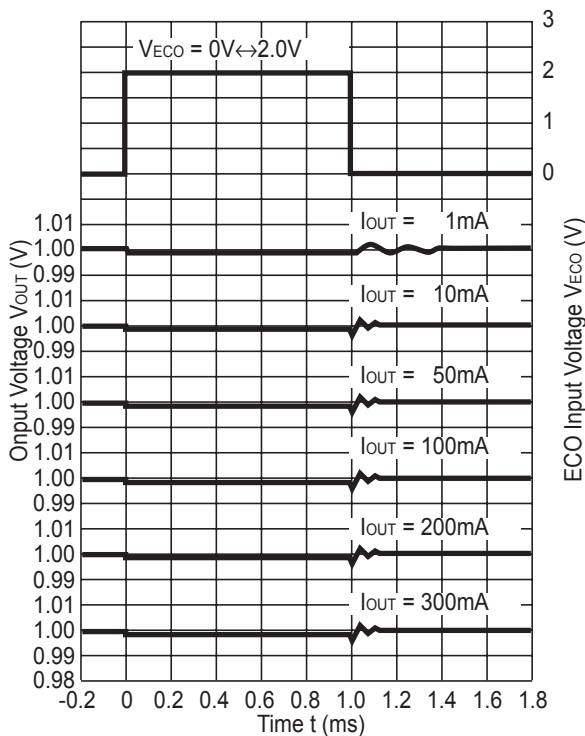 3
VECO = 0V↔2.0V
2
1
0
1.01
IOUT = 1mA
1.00
0.99
1.01
IOUT = 10mA
1.00
0.99
1.01
IOUT = 50mA
1.00
0.99
1.01
IOUT = 100mA
1.00
0.99
1.01
IOUT = 200mA
1.00
0.99
1.01
IOUT = 300mA
1.00
0.99
0.98
Onput Voltage VOUT (V)
ECO Input Voltage VECO (V)
-0.2 0 0.2 0.4 0.6 0.8 1.0 1.2 1.4 1.6 1.8
Time t (ms)